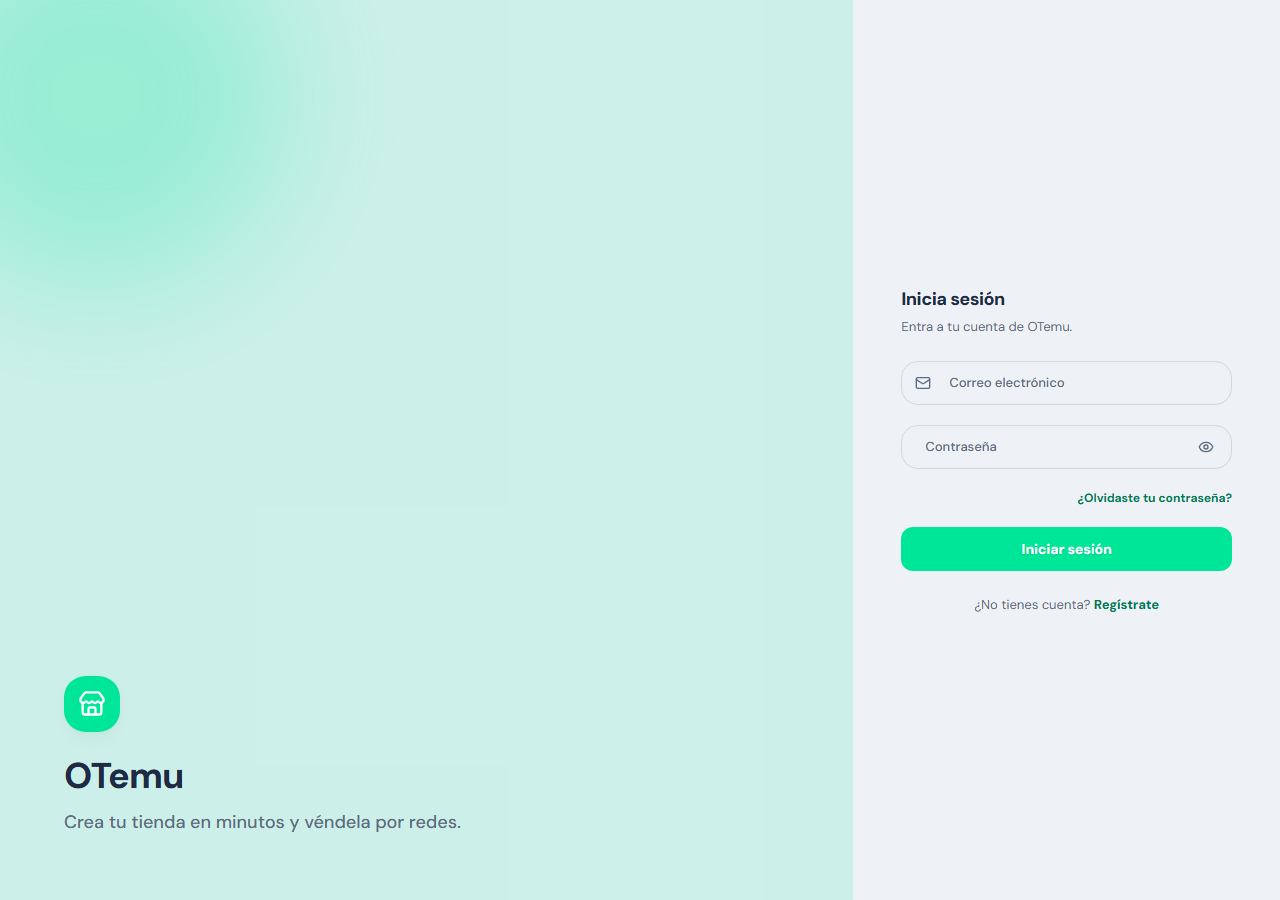 OTemu
Crea tu tienda en minutos y véndela por redes.
Inicia sesión
Entra a tu cuenta de OTemu.
Correo electrónico
Contraseña
¿Olvidaste tu contraseña?
Iniciar sesión
¿No tienes cuenta? Regístrate